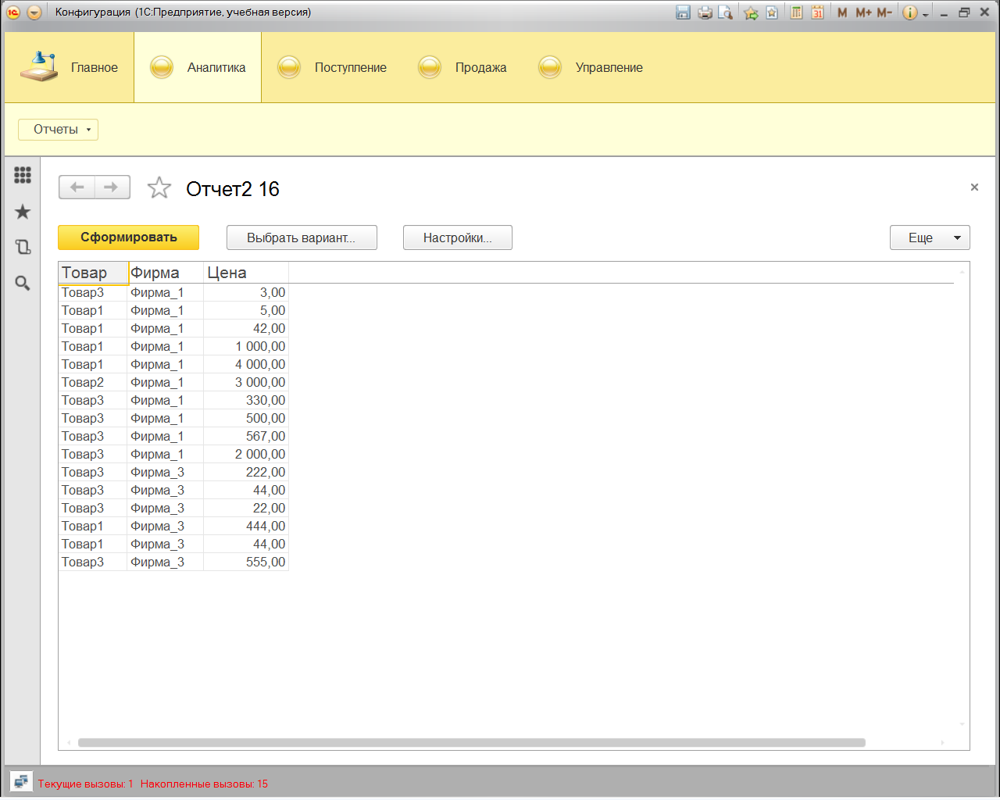 Конфигурация (1С:Предприятие, учебная версия)
31 M M+ M-
Главное Аналитика Поступление Продажа Управление
Отчеты
Отчет2 16
Сформировать Выбрать вариант... Настройки... Еще
Товар Фирма Цена
Товар3 Фирма_1 3,00
Товар1 Фирма_1 5,00
Товар1 Фирма_1 42,00
Товар1 Фирма_1 1 000,00
Товар1 Фирма_1 4 000,00
Товар2 Фирма_1 3 000,00
Товар3 Фирма_1 330,00
Товар3 Фирма_1 500,00
Товар3 Фирма_1 567,00
Товар3 Фирма_1 2 000,00
Товар3 Фирма_3 222,00
Товар3 Фирма_3 44,00
Товар3 Фирма_3 22,00
Товар1 Фирма_3 444,00
Товар1 Фирма_3 44,00
Товар3 Фирма_3 555,00
Текущие вызовы: 1 Накопленные вызовы: 15